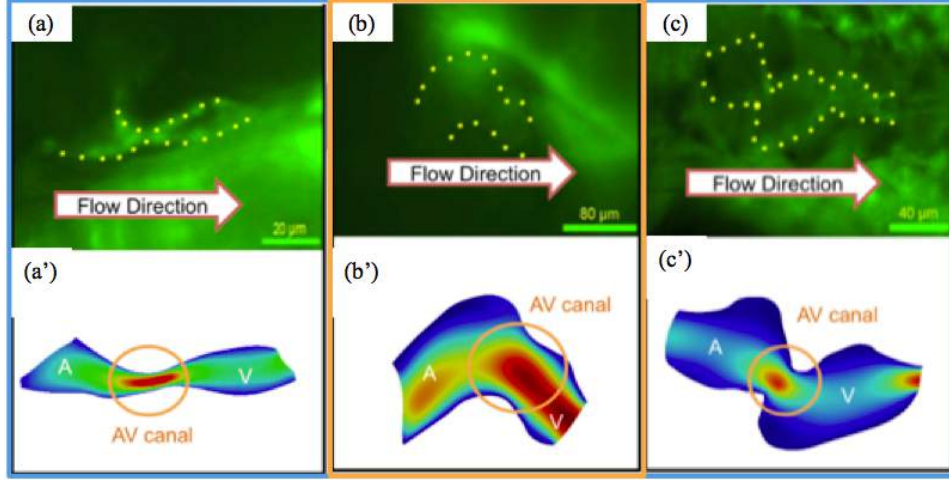 (a)
Flow Direction
20 µm
(b)
Flow Direction
80 µm
(c)
Flow Direction
40 µm
(a')
A
V
AV canal
(b')
AV canal
A
V
(c')
AV canal
A
V